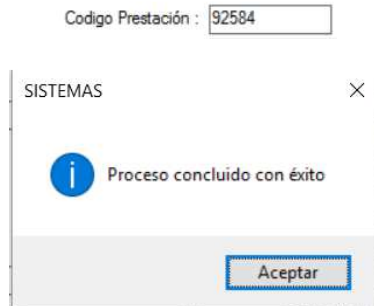 Codigo Prestación : 92584
SISTEMAS
Proceso concluido con éxito
Aceptar